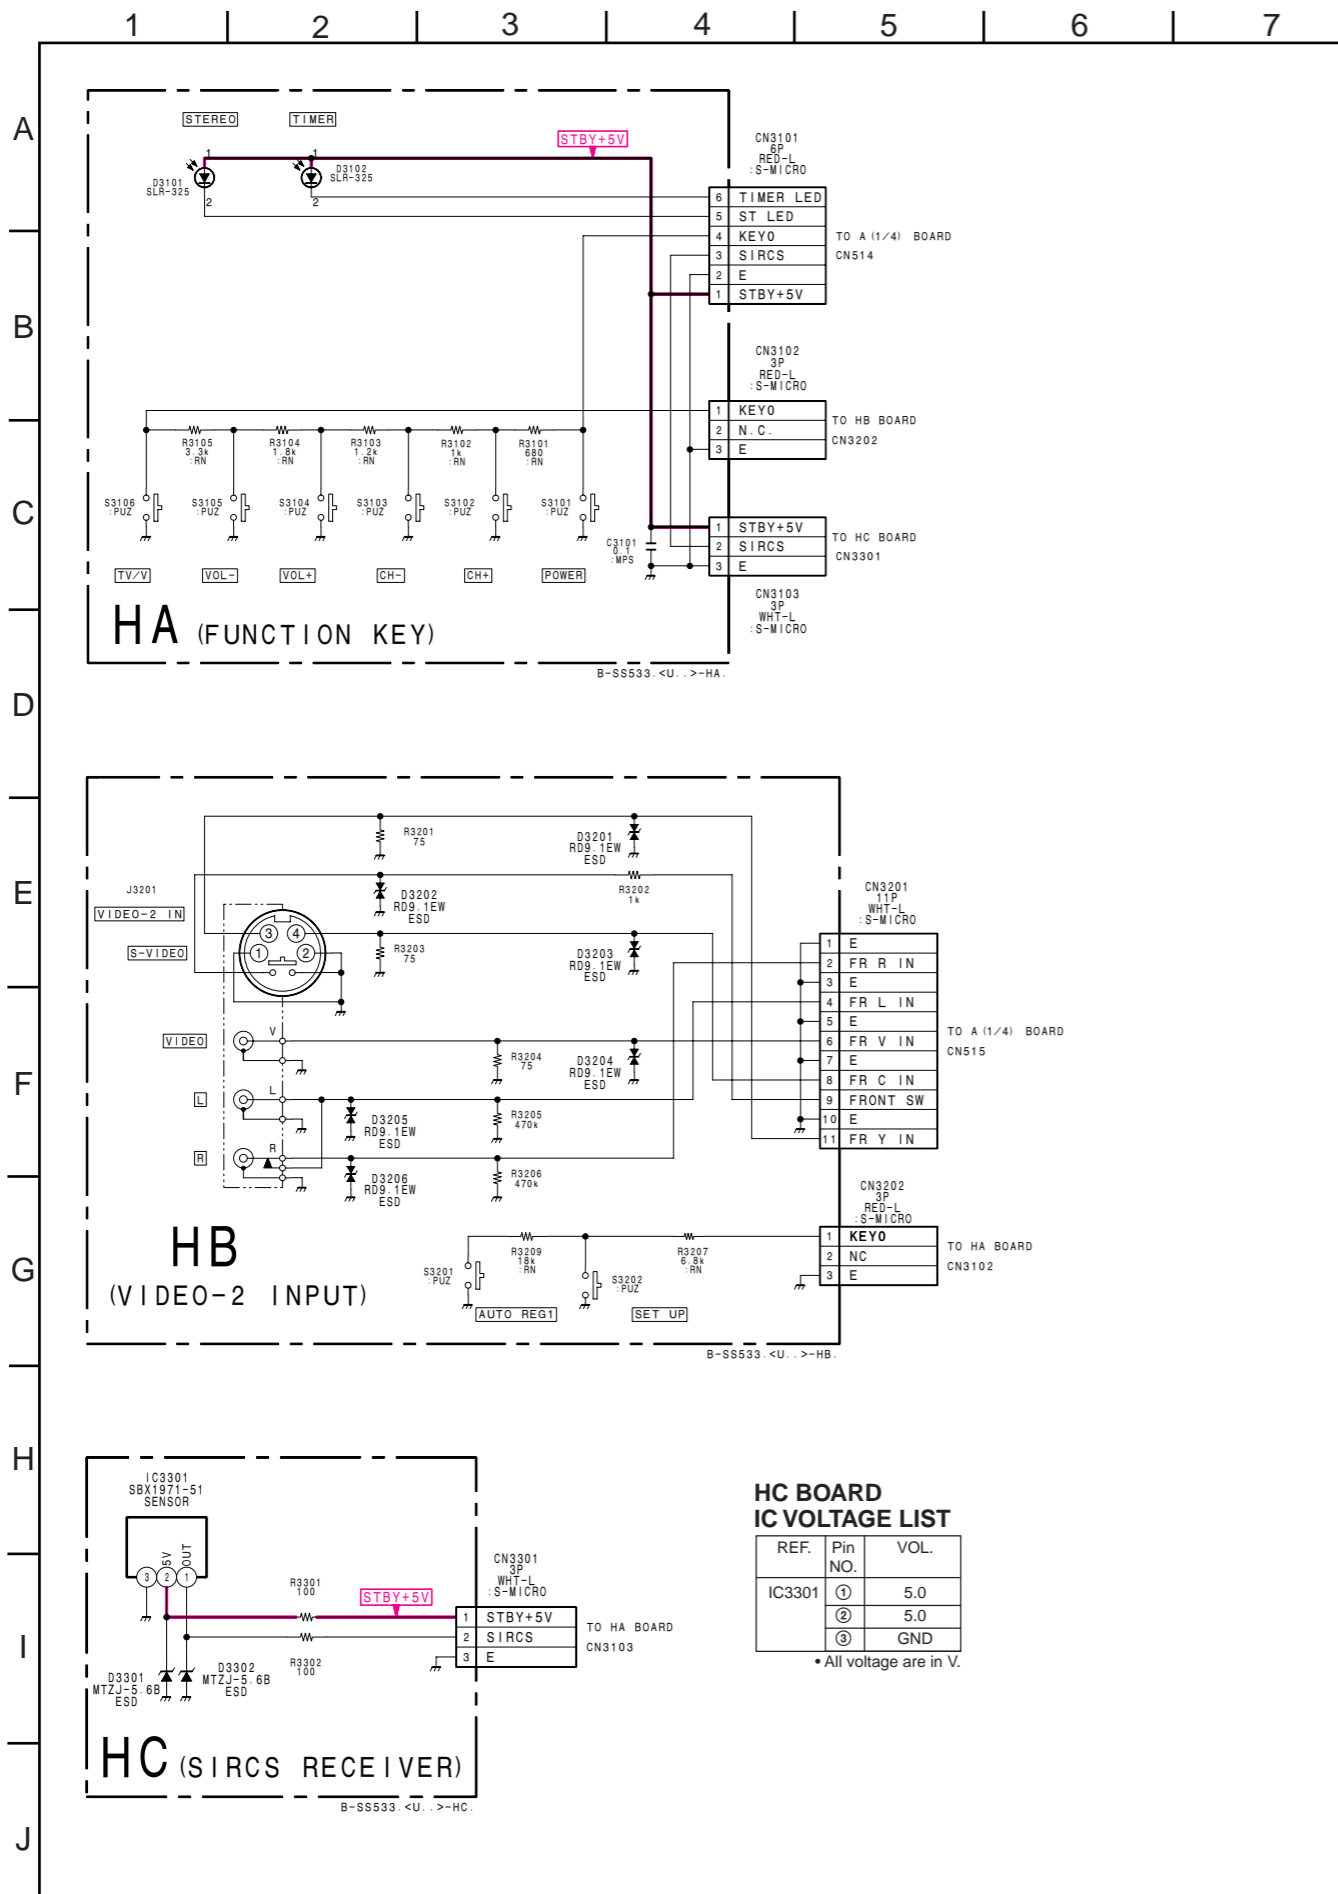 1 2 3 4 5 6 7
A
B
C
D
E
F
G
H
I
J
STEREO TIMER STBY+5V
1 1
D3101
SLR-325
D3102
SLR-325
2 2
CN3101
6P
RED-L
:S-MICRO
6 TIMER LED
5 ST LED
4 KEY0
3 SIRCS
2 E
1 STBY+5V
TO A(1/4) BOARD
CN514
CN3102
3P
RED-L
:S-MICRO
1 KEY0
2 N.C.
3 E
TO HB BOARD
CN3202
R3105
3.3k
:RN
R3104
1.8k
:RN
R3103
1.2k
:RN
R3102
1k
:RN
R3101
680
:RN
S3106
:PUZ
S3105
:PUZ
S3104
:PUZ
S3103
:PUZ
S3102
:PUZ
S3101
:PUZ
C3101
0.1
:MPS
1 STBY+5V
2 SIRCS
3 E
TO HC BOARD
CN3301
CN3103
3P
WHT-L
:S-MICRO
TV/V VOL- VOL+ CH- CH+ POWER
HA (FUNCTION KEY)
B-SS533.<U..>-HA.
R3201
75
D3201
RD9.1EW
ESD
J3201
VIDEO-2 IN
S-VIDEO
D3202
RD9.1EW
ESD
R3202
1k
3 4
1 2
R3203
75
D3203
RD9.1EW
ESD
CN3201
11P
WHT-L
:S-MICRO
1 E
2 FR R IN
3 E
4 FR L IN
5 E
6 FR V IN
7 E
8 FR C IN
9 FRONT SW
10 E
11 FR Y IN
TO A(1/4) BOARD
CN515
VIDEO V
R3204
75
D3204
RD9.1EW
ESD
L L
D3205
RD9.1EW
ESD
R3205
470k
R R
D3206
RD9.1EW
ESD
R3206
470k
CN3202
3P
RED-L
:S-MICRO
1 KEY0
2 NC
3 E
TO HA BOARD
CN3102
R3209
18k
:RN
R3207
6.8k
:RN
S3201
:PUZ
S3202
:PUZ
AUTO REG1 SET UP
HB
(VIDEO-2 INPUT)
B-SS533.<U..>-HB.
IC3301
SBX1971-51
SENSOR
5V OUT
3 2 1
R3301
100
STBY+5V
R3302
100
CN3301
3P
WHT-L
:S-MICRO
1 STBY+5V
2 SIRCS
3 E
TO HA BOARD
CN3103
D3301
MTZJ-5.6B
ESD
D3302
MTZJ-5.6B
ESD
HC (SIRCS RECEIVER)
B-SS533.<U..>-HC.
HC BOARD
IC VOLTAGE LIST
REF. Pin NO. VOL.
IC3301 ① 5.0
② 5.0
③ GND
• All voltage are in V.